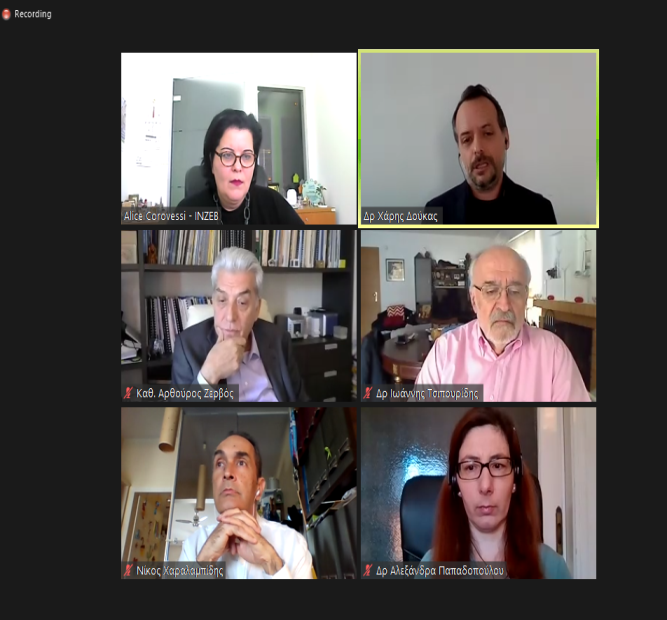 Recording
Alice Corovessi - INZEB
Δρ Χάρης Δούκας
Καθ. Αρθούρος Ζερβός
Δρ Ιωάννης Τσιπουρίδης
Νίκος Χαραλαμπίδης
Δρ Αλεξάνδρα Παπαδοπούλου